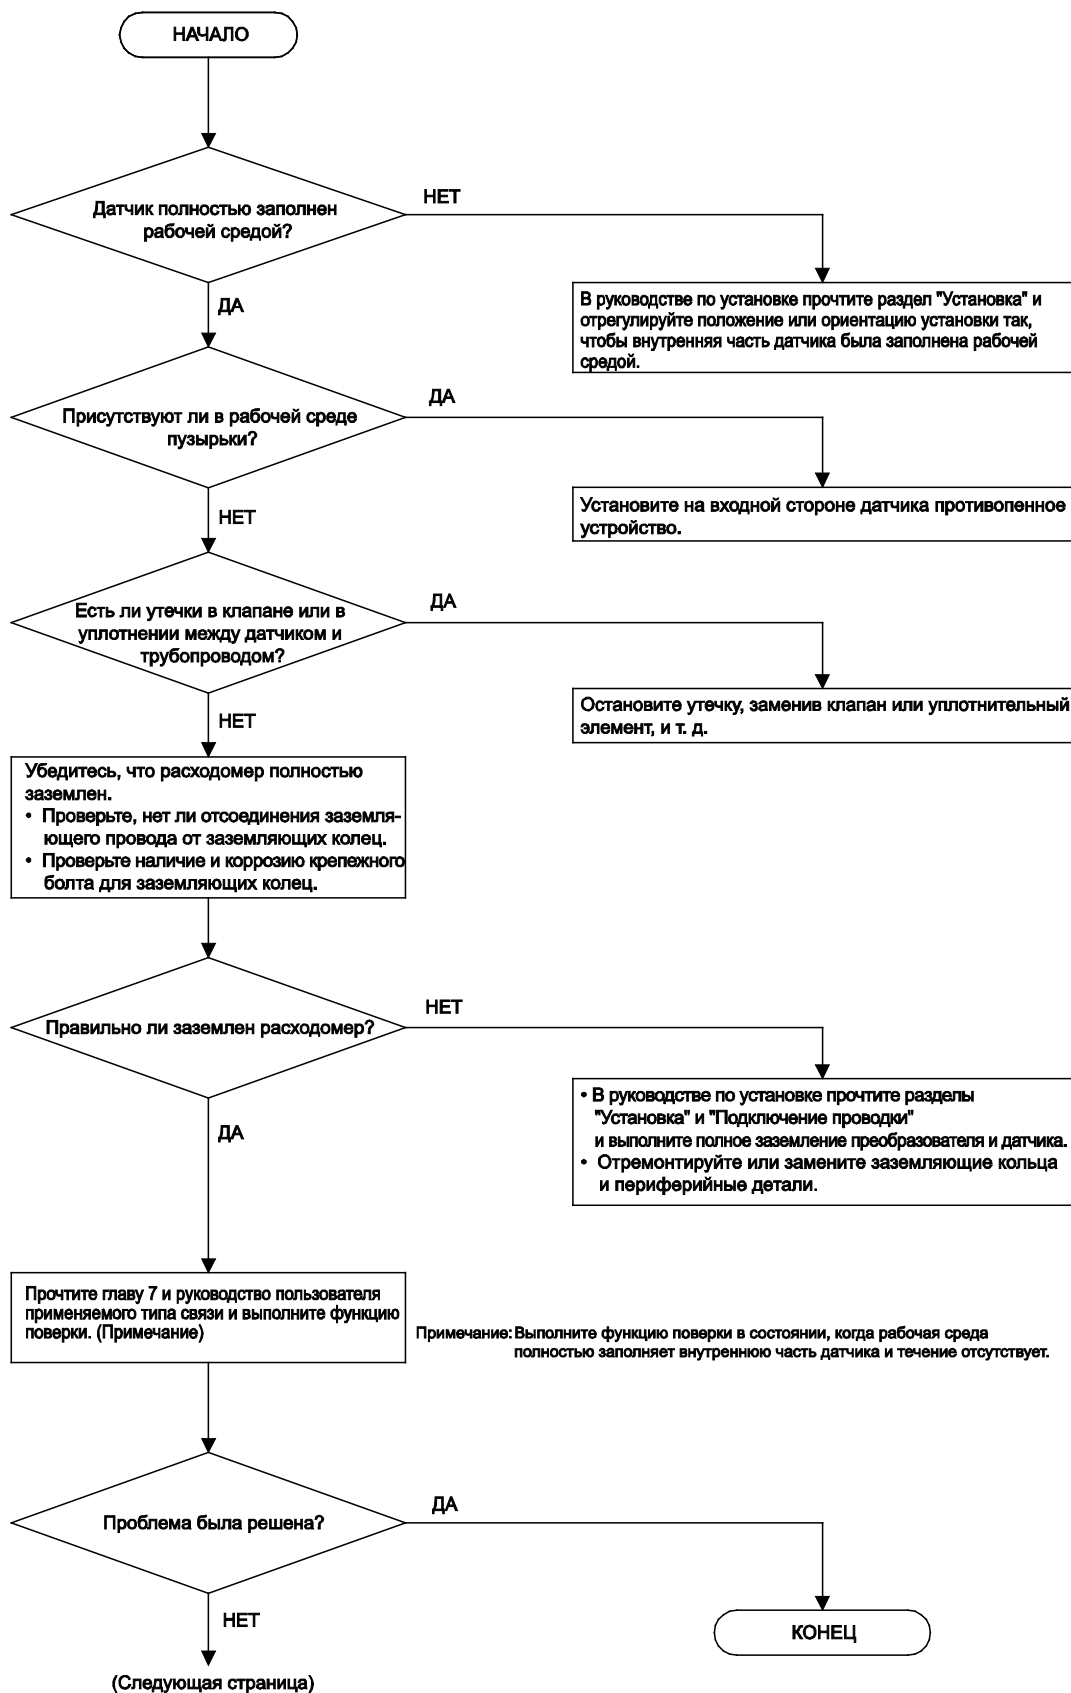 НАЧАЛО
Датчик полностью заполнен
рабочей средой?
НЕТ
ДА
В руководстве по установке прочтите раздел "Установка" и
отрегулируйте положение или ориентацию установки так,
чтобы внутренняя часть датчика была заполнена рабочей
средой.
Присутствуют ли в рабочей среде
пузырьки?
ДА
НЕТ
Установите на входной стороне датчика противопенное
устройство.
Есть ли утечки в клапане или в
уплотнении между датчиком и
трубопроводом?
ДА
НЕТ
Остановите утечку, заменив клапан или уплотнительный
элемент, и т. д.
Убедитесь, что расходомер полностью
заземлен.
• Проверьте, нет ли отсоединения заземля-
ющего провода от заземляющих колец.
• Проверьте наличие и коррозию крепежного
болта для заземляющих колец.
Правильно ли заземлен расходомер?
НЕТ
ДА
• В руководстве по установке прочтите разделы
"Установка" и "Подключение проводки"
и выполните полное заземление преобразователя и датчика.
• Отремонтируйте или замените заземляющие кольца
и периферийные детали.
Прочтите главу 7 и руководство пользователя
применяемого типа связи и выполните функцию
поверки. (Примечание)
Примечание: Выполните функцию поверки в состоянии, когда рабочая среда
полностью заполняет внутреннюю часть датчика и течение отсутствует.
Проблема была решена?
ДА
НЕТ
КОНЕЦ
(Следующая страница)